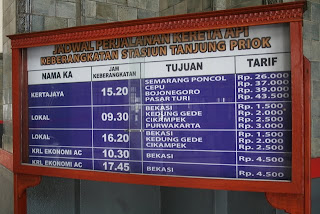 JADWAL PERJALANAN KERETA API
KEBERANGKATAN STASIUN TANJUNG PRIOK
NAMA KA JAM KEBERANGKATAN TUJUAN TARIF
KERTAJAYA 15.20 SEMARANG PONCOL Rp. 26.000
CEPU Rp. 37.000
BOJONEGORO Rp. 39.000
PASAR TURI Rp. 43.500
LOKAL 09.30 BEKASI Rp. 1.500
KEDUNG GEDE Rp. 2.000
CIKAMPEK Rp. 2.500
PURWAKARTA Rp. 3.000
LOKAL 16.20 BEKASI Rp. 1.500
KEDUNG GEDE Rp. 2.000
CIKAMPEK Rp. 2.500
KRL EKONOMI AC 10.30 BEKASI Rp. 4.500
KRL EKONOMI AC 17.45 BEKASI Rp. 4.500